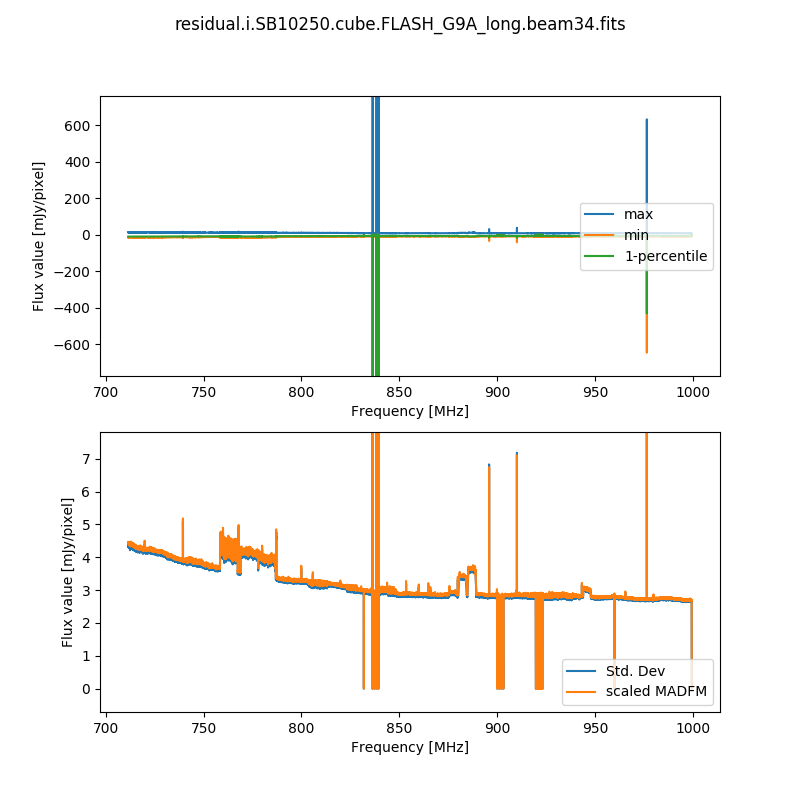 residual.i.SB10250.cube.FLASH_G9A_long.beam34.fits
600
400
200
0
−200
−400
−600
Flux value [mJy/pixel]
max
min
1-percentile
700
750
800
850
900
950
1000
Frequency [MHz]
7
6
5
4
3
2
1
0
Flux value [mJy/pixel]
Std. Dev
scaled MADFM
700
750
800
850
900
950
1000
Frequency [MHz]